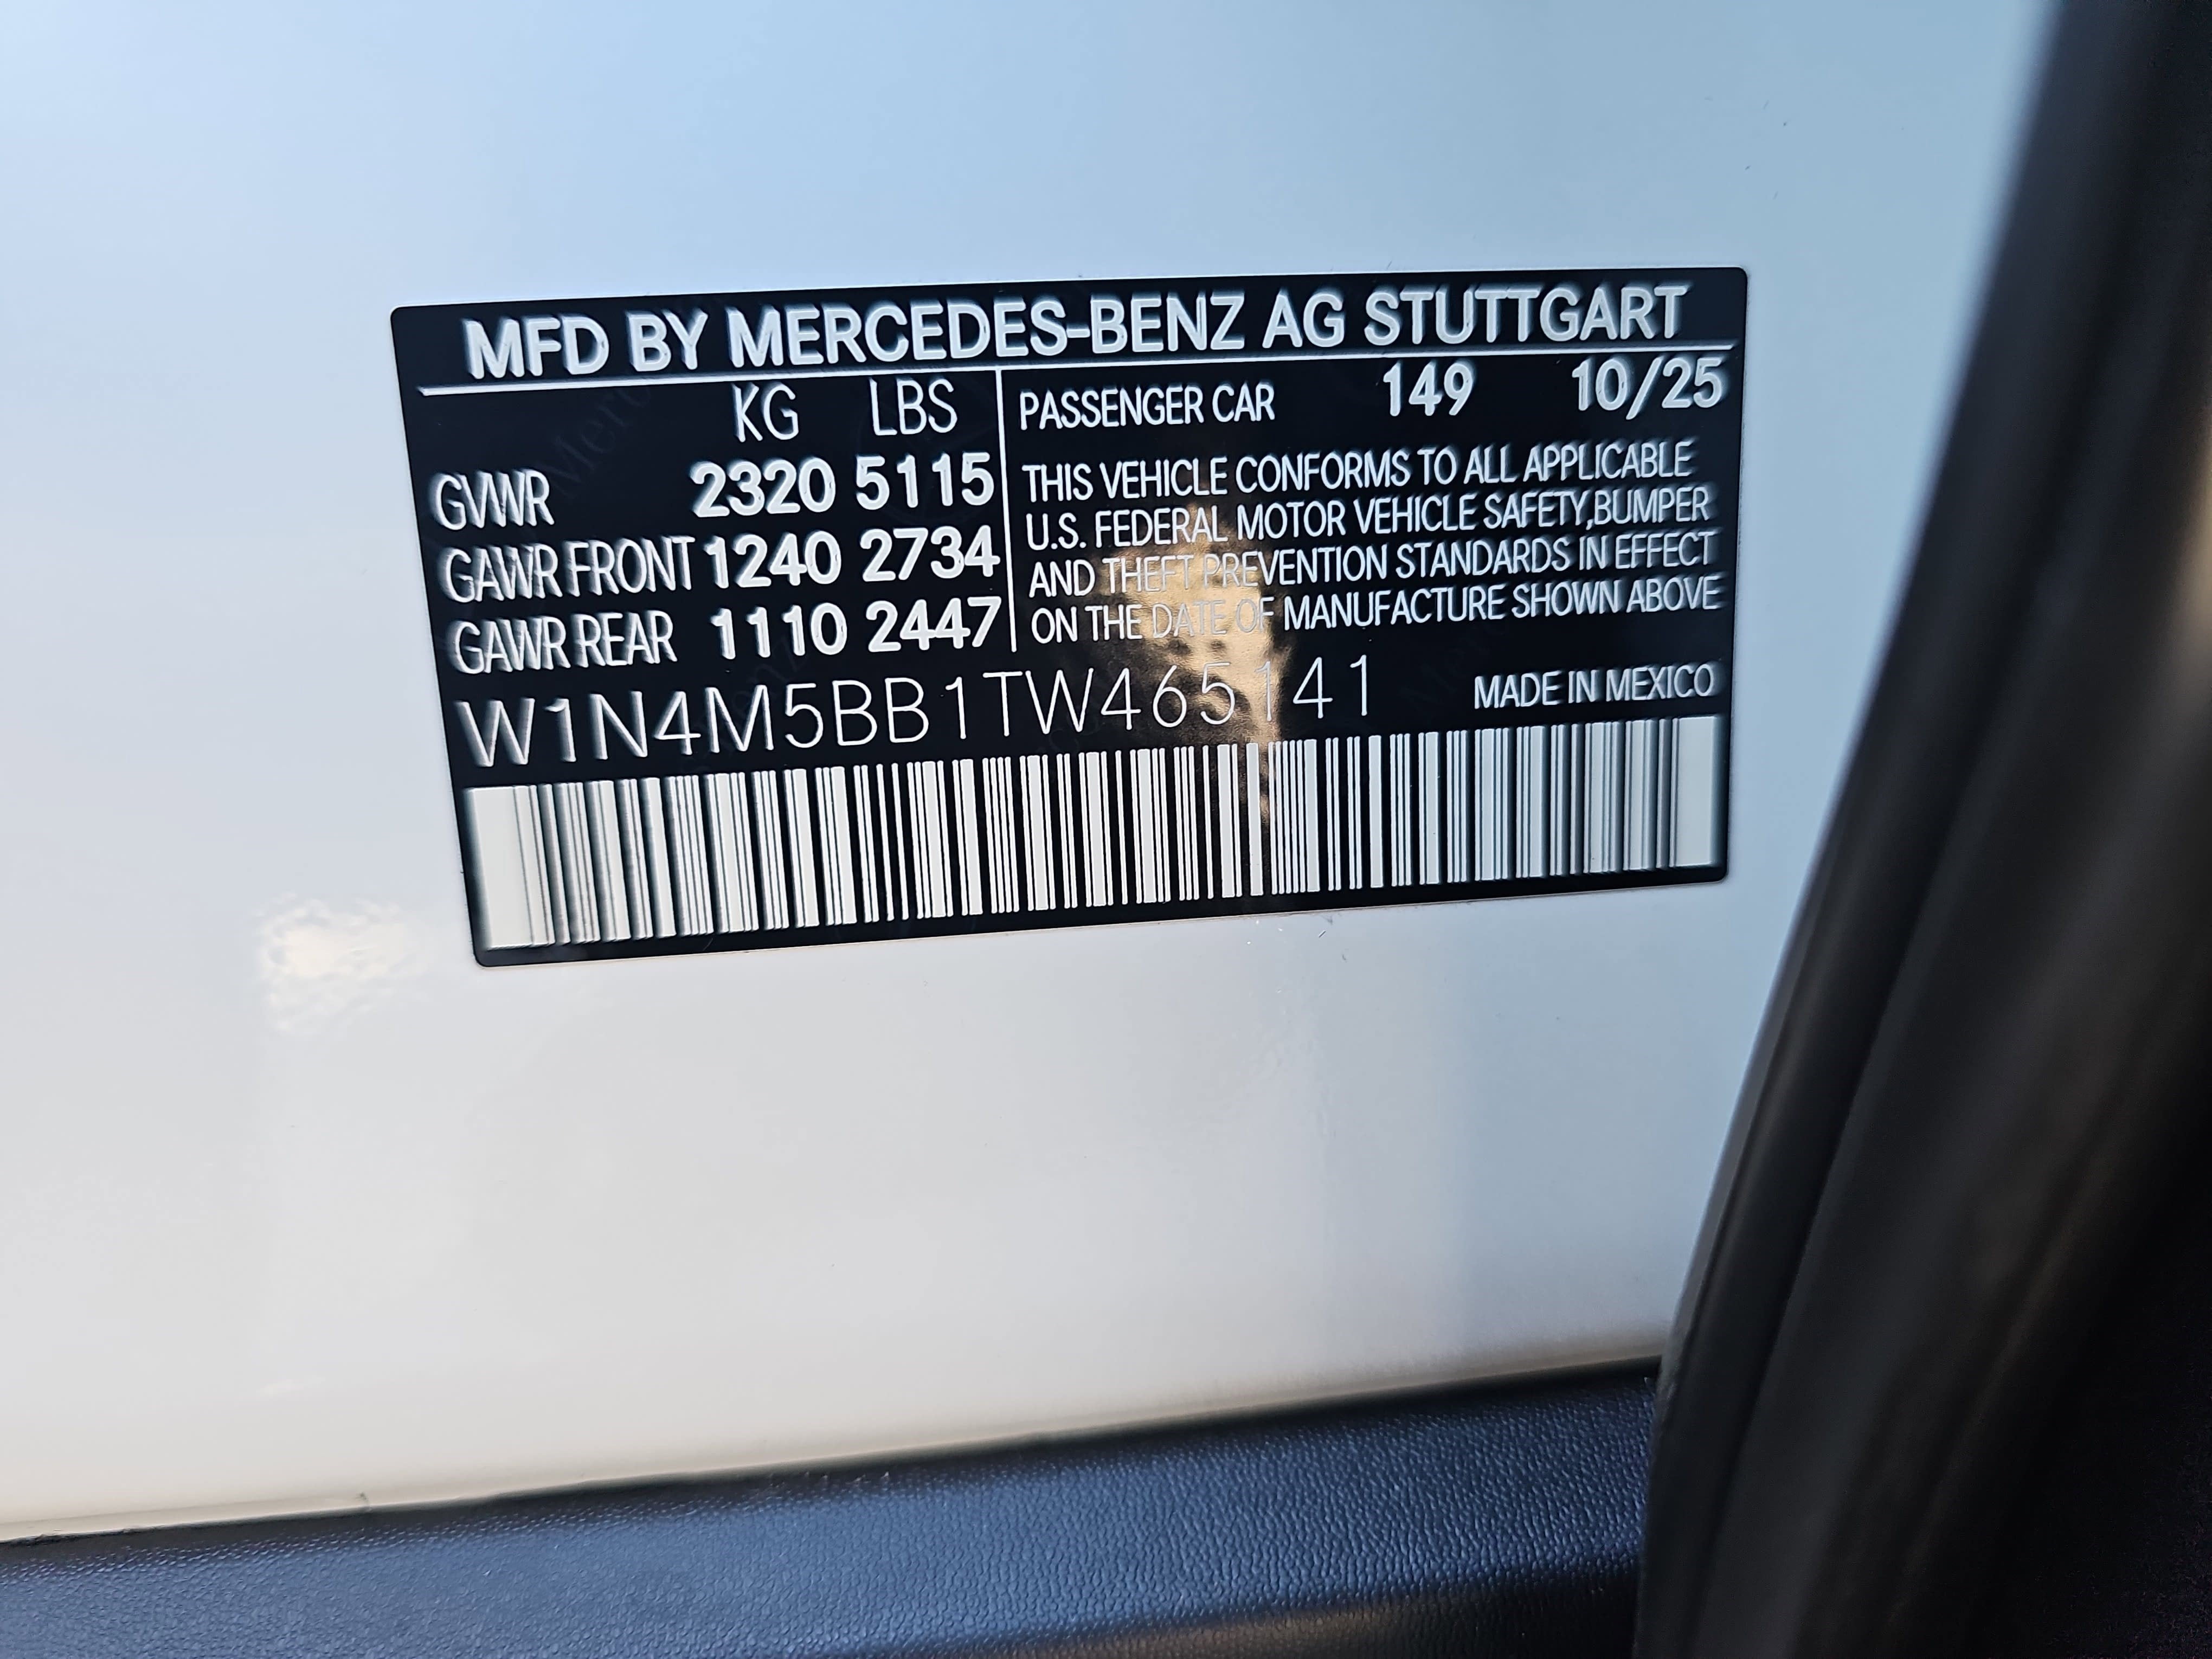 MFD BY MERCEDES-BENZ AG STUTTGART
KG LBS
GVWR 2320 5115
GAWR FRONT 1240 2734
GAWR REAR 1110 2447
PASSENGER CAR 149 10/25
THIS VEHICLE CONFORMS TO ALL APPLICABLE
U.S. FEDERAL MOTOR VEHICLE SAFETY,BUMPER
AND THEFT PREVENTION STANDARDS IN EFFECT
ON THE DATE OF MANUFACTURE SHOWN ABOVE
W1N4M5BB1TW465141
MADE IN MEXICO